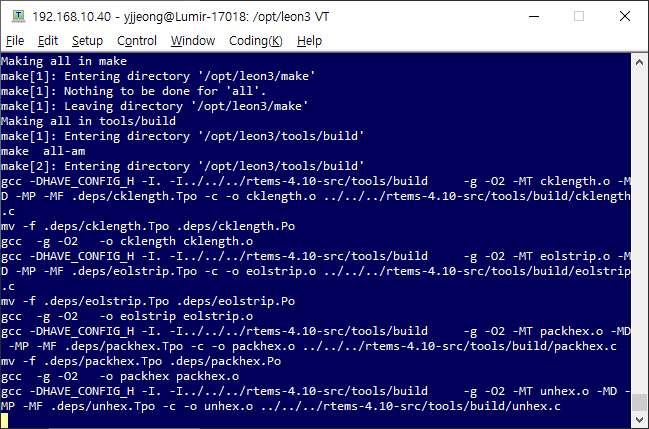 192.168.10.40 - yjjeong@Lumir-17018: /opt/leon3 VT
File Edit Setup Control Window Coding(K) Help
Making all in make
make[1]: Entering directory '/opt/leon3/make'
make[1]: Nothing to be done for 'all'.
make[1]: Leaving directory '/opt/leon3/make'
Making all in tools/build
make[1]: Entering directory '/opt/leon3/tools/build'
make  all-am
make[2]: Entering directory '/opt/leon3/tools/build'
gcc -DHAVE_CONFIG_H -I. -I../../../rtems-4.10-src/tools/build     -g -O2 -MT cklength.o -M
D -MP -MF .deps/cklength.Tpo -c -o cklength.o ../../../rtems-4.10-src/tools/build/cklength
.c
mv -f .deps/cklength.Tpo .deps/cklength.Po
gcc  -g -O2   -o cklength cklength.o
gcc -DHAVE_CONFIG_H -I. -I../../../rtems-4.10-src/tools/build     -g -O2 -MT eolstrip.o -M
D -MP -MF .deps/eolstrip.Tpo -c -o eolstrip.o ../../../rtems-4.10-src/tools/build/eolstrip
.c
mv -f .deps/eolstrip.Tpo .deps/eolstrip.Po
gcc  -g -O2   -o eolstrip eolstrip.o
gcc -DHAVE_CONFIG_H -I. -I../../../rtems-4.10-src/tools/build     -g -O2 -MT packhex.o -MD
 -MP -MF .deps/packhex.Tpo -c -o packhex.o ../../../rtems-4.10-src/tools/build/packhex.c
mv -f .deps/packhex.Tpo .deps/packhex.Po
gcc  -g -O2   -o packhex packhex.o
gcc -DHAVE_CONFIG_H -I. -I../../../rtems-4.10-src/tools/build     -g -O2 -MT unhex.o -MD -
MP -MF .deps/unhex.Tpo -c -o unhex.o ../../../rtems-4.10-src/tools/build/unhex.c